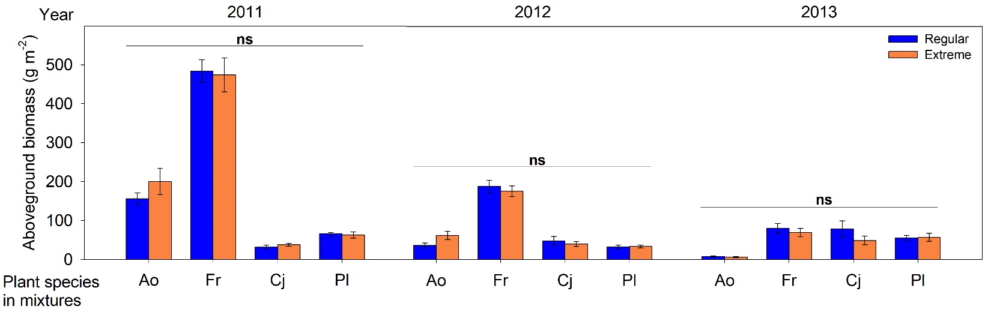 Year 2011 2012 2013
Aboveground biomass (g m-2)
500
400
300
200
100
0
ns
ns
ns
Regular
Extreme
Plant species
in mixtures
Ao Fr Cj Pl Ao Fr Cj Pl Ao Fr Cj Pl